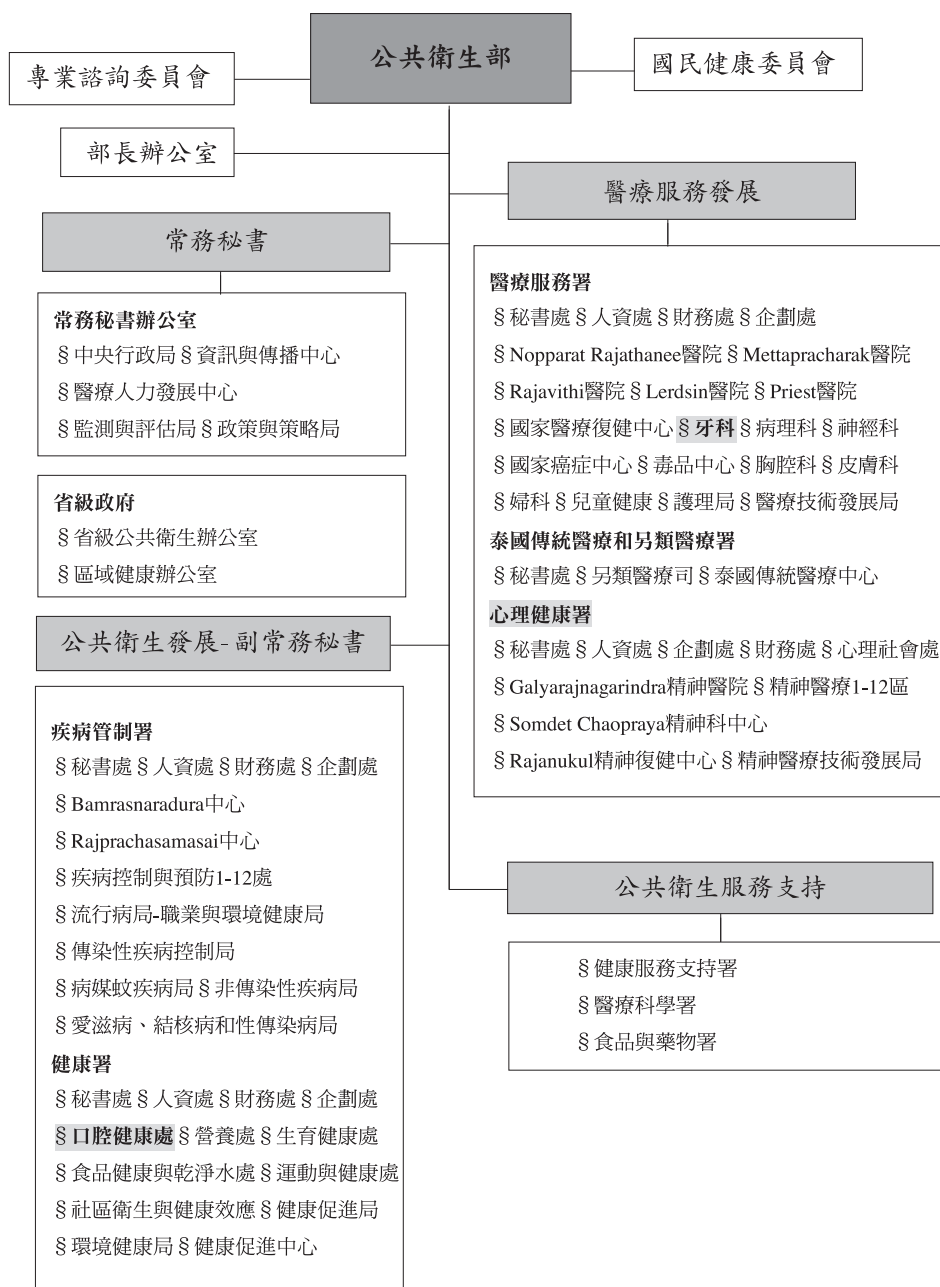 公共衛生部
專業諮詢委員會
國民健康委員會
部長辦公室
常務秘書
常務秘書辦公室
§中央行政局§資訊與傳播中心
§醫療人力發展中心
§監測與評估局§政策與策略局
省級政府
§省級公共衛生辦公室
§區域健康辦公室
公共衛生發展-副常務秘書
疾病管制署
§秘書處§人資處§財務處§企劃處
§Bamrasnaradura中心
§Rajprachasamasai中心
§疾病控制與預防1-12處
§流行病局-職業與環境健康局
§傳染性疾病控制局
§病媒蚊疾病局§非傳染性疾病局
§愛滋病、結核病和性傳染病局
健康署
§秘書處§人資處§財務處§企劃處
§口腔健康處§營養處§生育健康處
§食品健康與乾淨水處§運動與健康處
§社區衛生與健康效應§健康促進局
§環境健康局§健康促進中心
醫療服務發展
醫療服務署
§秘書處§人資處§財務處§企劃處
§Nopparat Rajathanee醫院§Mettapracharak醫院
§Rajavithi醫院§Lerdsin醫院§Priest醫院
§國家醫療復健中心§牙科§病理科§神經科
§國家癌症中心§毒品中心§胸腔科§皮膚科
§婦科§兒童健康§護理局§醫療技術發展局
泰國傳統醫療和另類醫療署
§秘書處§另類醫療司§泰國傳統醫療中心
心理健康署
§秘書處§人資處§企劃處§財務處§心理社會處
§Galyarajnagarindra精神醫院§精神醫療1-12區
§Somdet Chaopraya精神科中心
§Rajanukul精神復健中心§精神醫療技術發展局
公共衛生服務支持
§健康服務支持署
§醫療科學署
§食品與藥物署